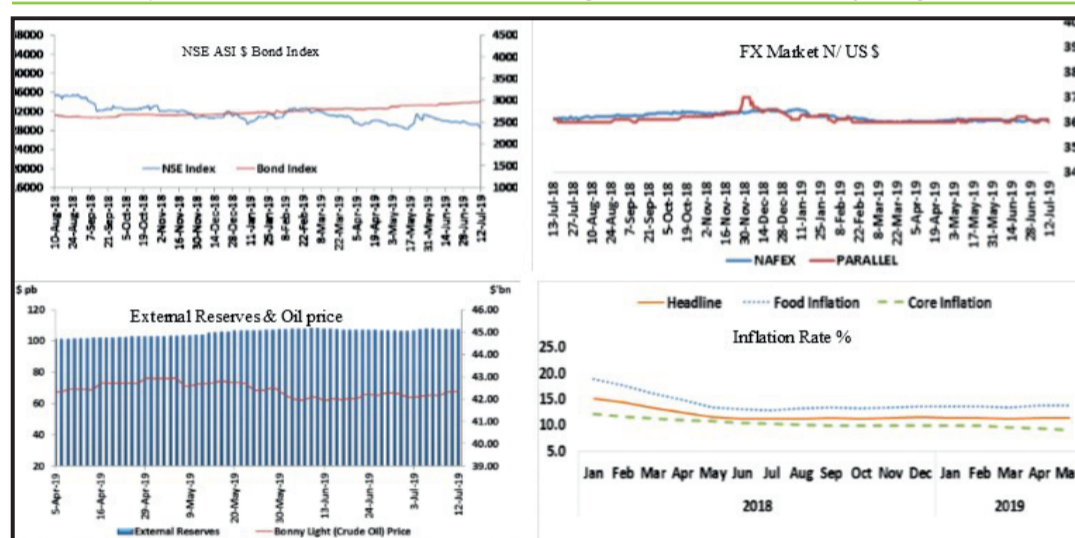 NSE ASI $ Bond Index
4500
4000
3500
3000
2500
2000
1500
1000
10-Aug-18
24-Aug-18
7-Sep-18
21-Sep-18
5-Oct-18
19-Oct-18
2-Nov-18
16-Nov-18
30-Nov-18
14-Dec-18
28-Dec-18
11-Jan-19
25-Jan-19
8-Feb-19
22-Feb-19
8-Mar-19
22-Mar-19
5-Apr-19
19-Apr-19
3-May-19
17-May-19
31-May-19
14-Jun-19
28-Jun-19
12-Jul-19
NSE Index
Bond Index
FX Market N/ US $
13-Jul-18
27-Jul-18
10-Aug-18
24-Aug-18
7-Sep-18
21-Sep-18
5-Oct-18
19-Oct-18
2-Nov-18
16-Nov-18
30-Nov-18
14-Dec-18
28-Dec-18
11-Jan-19
25-Jan-19
8-Feb-19
22-Feb-19
8-Mar-19
22-Mar-19
5-Apr-19
19-Apr-19
3-May-19
17-May-19
31-May-19
14-Jun-19
28-Jun-19
12-Jul-19
NAFEX
PARALLEL
$ pb
$'bn
External Reserves & Oil price
120
100
80
60
40
20
46.00
45.00
44.00
43.00
42.00
41.00
40.00
39.00
5-Apr-19
16-Apr-19
29-Apr-19
9-May-19
20-May-19
30-May-19
13-Jun-19
24-Jun-19
3-Jul-19
12-Jul-19
External Reserves
Bonny Light (Crude Oil) Price
Headline
Food Inflation
Core Inflation
Inflation Rate %
25.0
20.0
15.0
10.0
5.0
Jan Feb Mar Apr May Jun Jul Aug Sep Oct Nov Dec Jan Feb Mar Apr
2018 2019